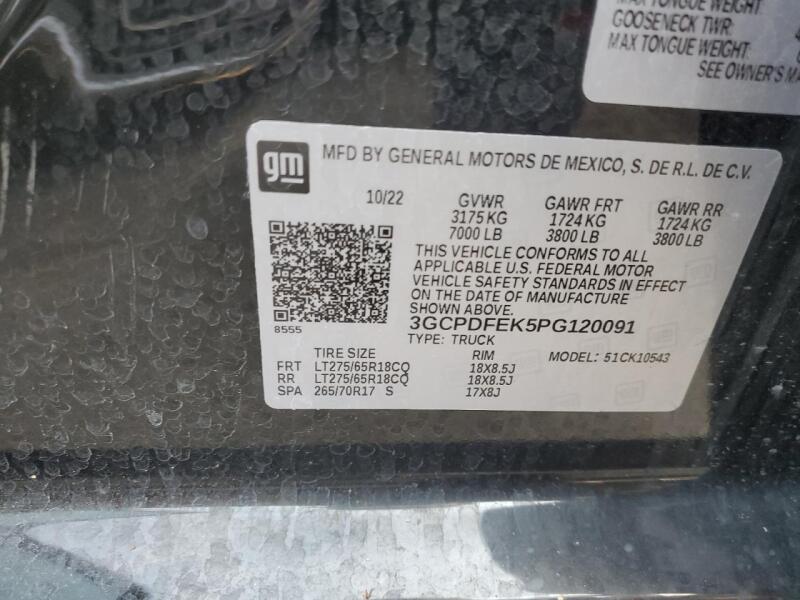 MAX TONGUE WEIGHT:
GOOSENECK TWR:
MAX TONGUE WEIGHT:
SEE OWNER'S MA
gm
MFD BY GENERAL MOTORS DE MEXICO, S. DE R.L. DE C.V.
10/22 GVWR GAWR FRT GAWR RR
3175 KG 1724 KG 1724 KG
7000 LB 3800 LB 3800 LB
THIS VEHICLE CONFORMS TO ALL
APPLICABLE U.S. FEDERAL MOTOR
VEHICLE SAFETY STANDARDS IN EFFECT
ON THE DATE OF MANUFACTURE
SHOWN ABOVE.
8555
3GCPDFEK5PG120091
TYPE: TRUCK
TIRE SIZE RIM MODEL: 51CK10543
FRT LT275/65R18CQ 18X8.5J
RR LT275/65R18CQ 18X8.5J
SPA 265/70R17 S 17X8J